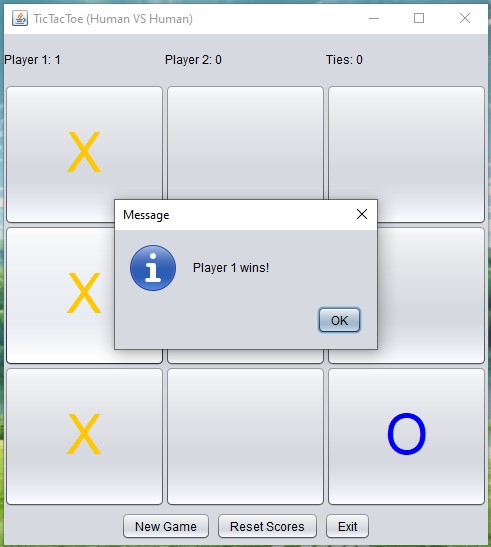 TicTacToe (Human VS Human)
Player 1: 1 Player 2: 0 Ties: 0
X
Message
Player 1 wins!
X
OK
X O
New Game Reset Scores Exit